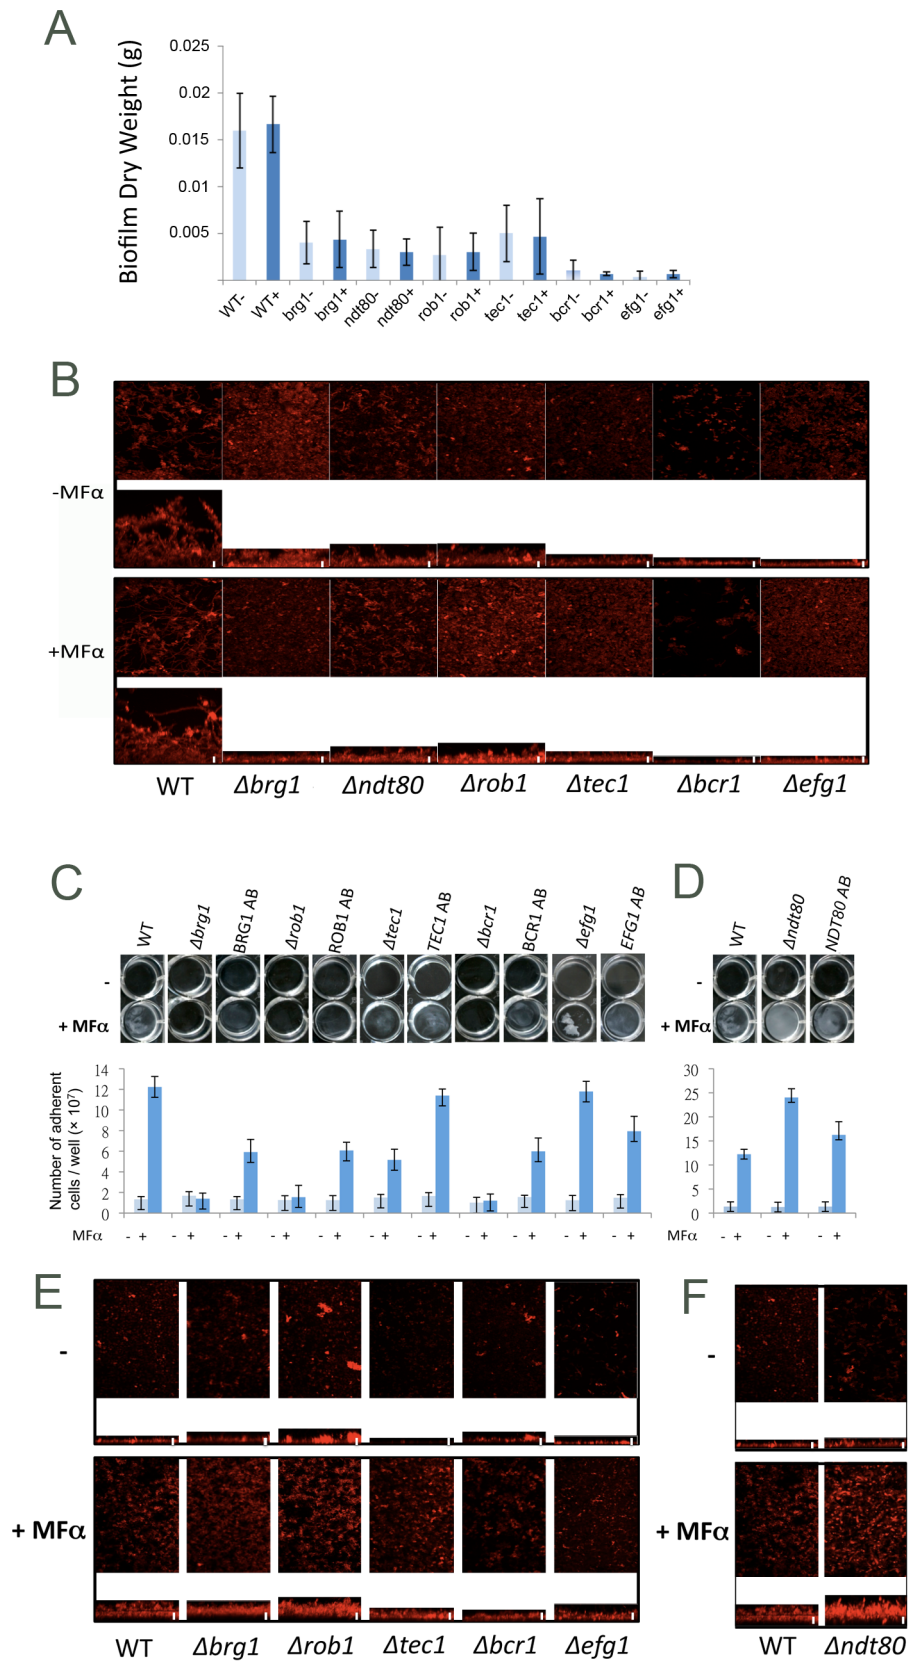 A
Biofilm Dry Weight (g)
0.025
0.02
0.015
0.01
0.005
WT- WT+ brg1- brg1+ ndt80- ndt80+ rob1- rob1+ tec1- tec1+ bcr1- bcr1+ efg1- efg1+
B
-MFα
+MFα
WT Δbrg1 Δndt80 Δrob1 Δtec1 Δbcr1 Δefg1
C
WT Δbrg1 BRG1 AB Δrob1 ROB1 AB Δtec1 TEC1 AB Δbcr1 BCR1 AB Δefg1 EFG1 AB
-
+ MFα
Number of adherent
cells / well (× 10⁷)
14
12
10
8
6
4
2
0
MFα - + - + - + - + - + - + - + - + - + - + - +
D
WT Δndt80 NDT80 AB
-
+ MFα
30
25
20
15
10
5
0
MFα - + - + - +
E
-
+ MFα
WT Δbrg1 Δrob1 Δtec1 Δbcr1 Δefg1
F
-
+ MFα
WT Δndt80